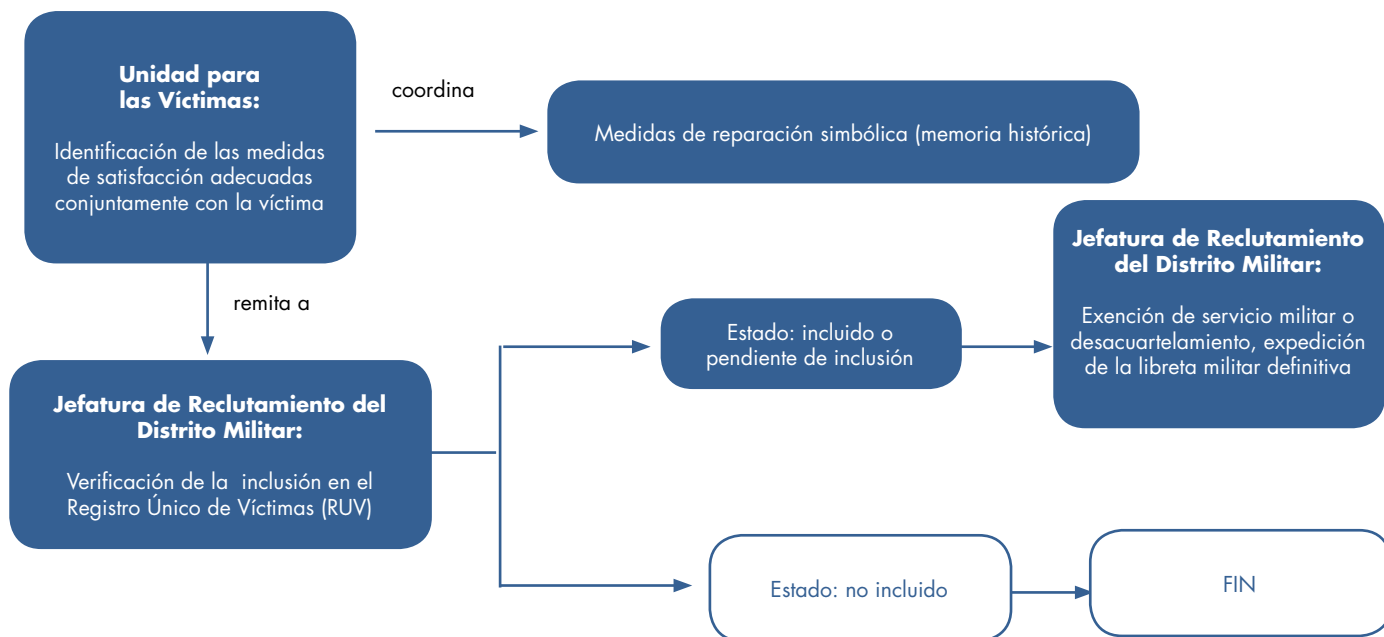 Unidad para
las Víctimas:
Identificación de las medidas
de satisfacción adecuadas
conjuntamente con la víctima
coordina
Medidas de reparación simbólica (memoria histórica)
remita a
Jefatura de Reclutamiento del
Distrito Militar:
Verificación de la inclusión en el
Registro Único de Víctimas (RUV)
Estado: incluido o
pendiente de inclusión
Jefatura de Reclutamiento
del Distrito Militar:
Exención de servicio militar o
desacuartelamiento, expedición
de la libreta militar definitiva
Estado: no incluido
FIN